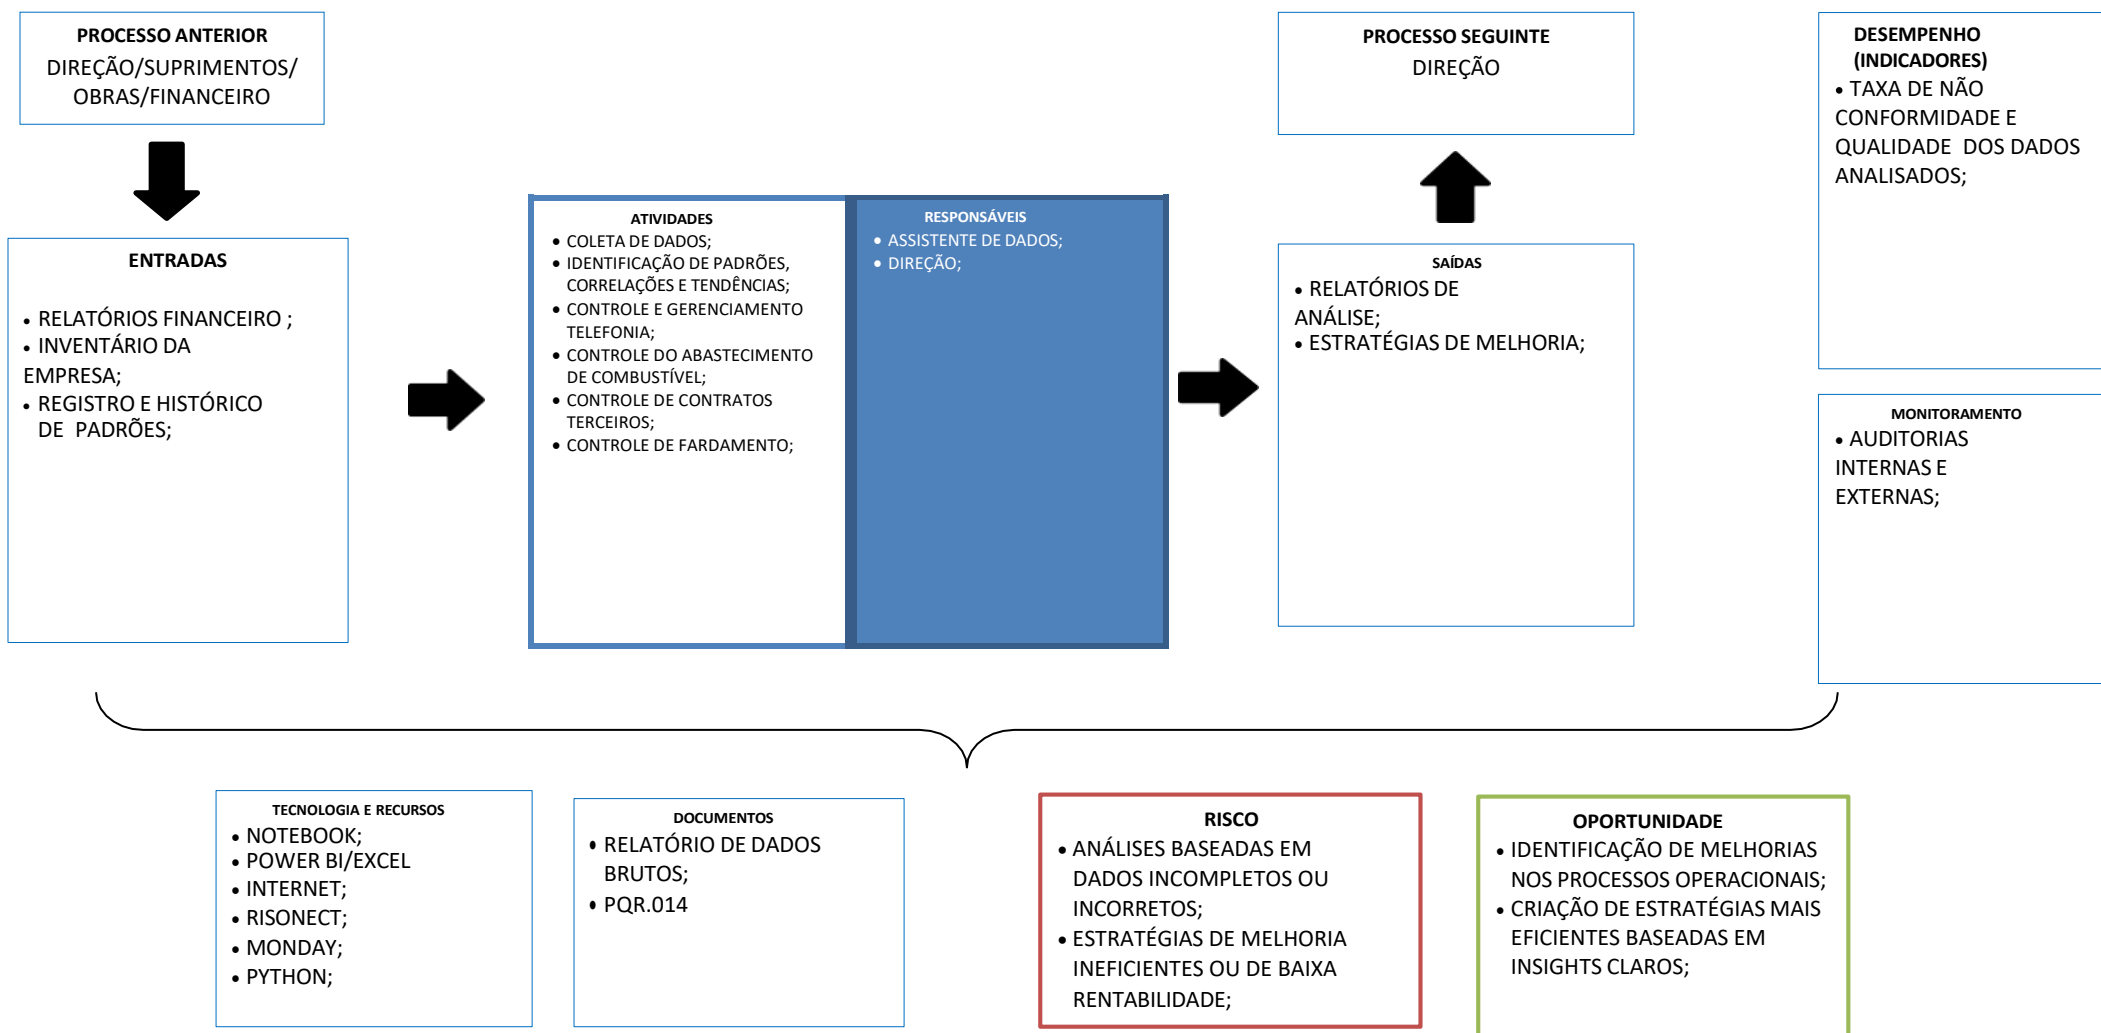 PROCESSO ANTERIOR
DIREÇÃO/SUPRIMENTOS/
OBRAS/FINANCEIRO
PROCESSO SEGUINTE
DIREÇÃO
DESEMPENHO
(INDICADORES)
• TAXA DE NÃO
CONFORMIDADE E
QUALIDADE DOS DADOS
ANALISADOS;
ENTRADAS
• RELATÓRIOS FINANCEIRO ;
• INVENTÁRIO DA
EMPRESA;
• REGISTRO E HISTÓRICO
DE PADRÕES;
ATIVIDADES
• COLETA DE DADOS;
• IDENTIFICAÇÃO DE PADRÕES,
CORRELAÇÕES E TENDÊNCIAS;
• CONTROLE E GERENCIAMENTO
TELEFONIA;
• CONTROLE DO ABASTECIMENTO
DE COMBUSTÍVEL;
• CONTROLE DE CONTRATOS
TERCEIROS;
• CONTROLE DE FARDAMENTO;
RESPONSÁVEIS
• ASSISTENTE DE DADOS;
• DIREÇÃO;
SAÍDAS
• RELATÓRIOS DE
ANÁLISE;
• ESTRATÉGIAS DE MELHORIA;
MONITORAMENTO
• AUDITORIAS
INTERNAS E
EXTERNAS;
TECNOLOGIA E RECURSOS
• NOTEBOOK;
• POWER BI/EXCEL
• INTERNET;
• RISONECT;
• MONDAY;
• PYTHON;
DOCUMENTOS
• RELATÓRIO DE DADOS
BRUTOS;
• PQR.014
RISCO
• ANÁLISES BASEADAS EM
DADOS INCOMPLETOS OU
INCORRETOS;
• ESTRATÉGIAS DE MELHORIA
INEFICIENTES OU DE BAIXA
RENTABILIDADE;
OPORTUNIDADE
• IDENTIFICAÇÃO DE MELHORIAS
NOS PROCESSOS OPERACIONAIS;
• CRIAÇÃO DE ESTRATÉGIAS MAIS
EFICIENTES BASEADAS EM
INSIGHTS CLAROS;